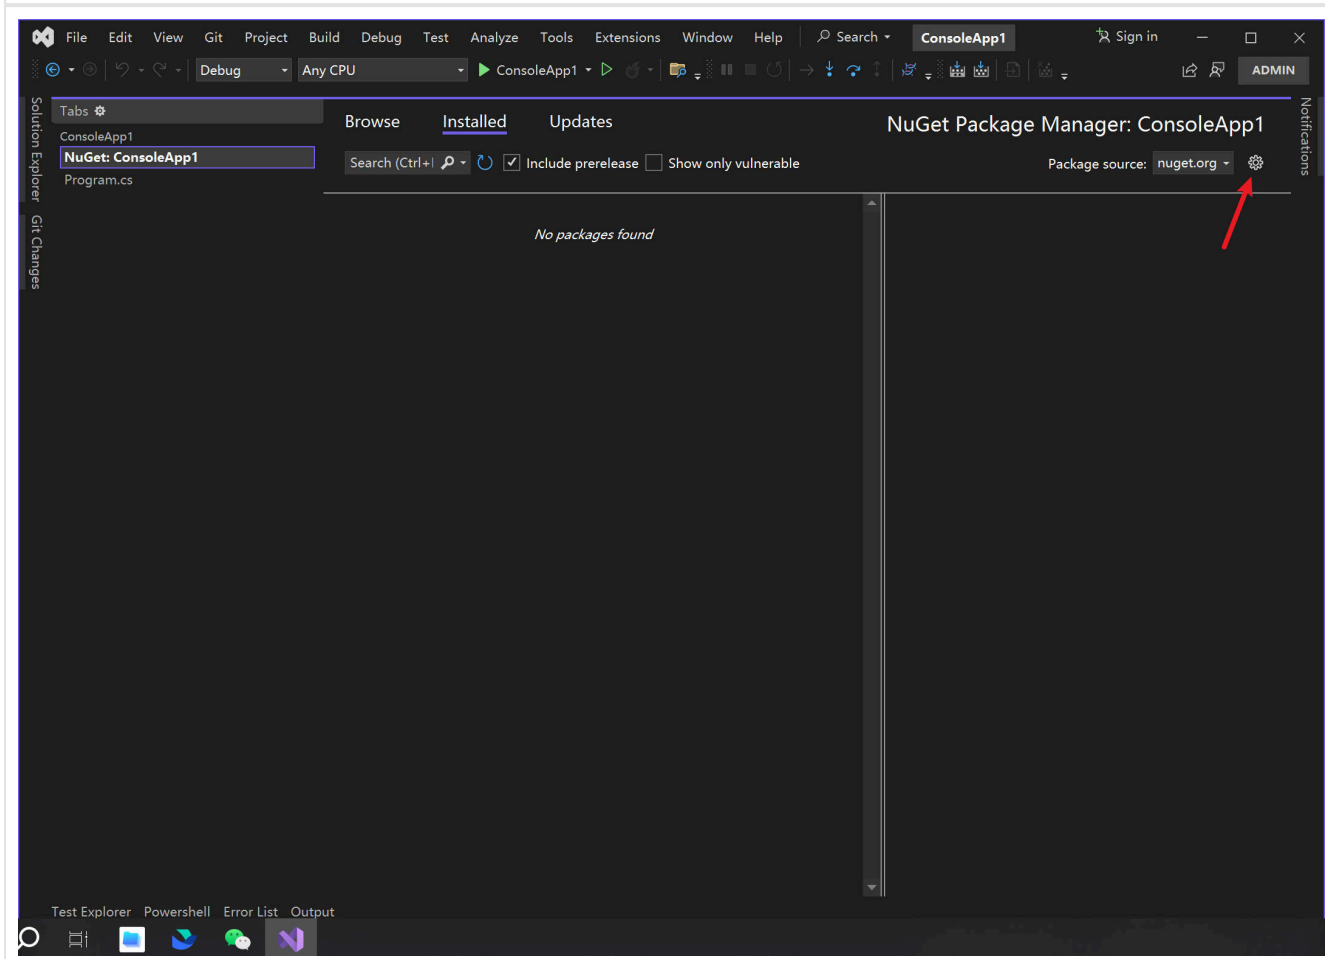 File Edit View Git Project Build Debug Test Analyze Tools Extensions Window Help Search ConsoleApp1 Sign in
Debug Any CPU ConsoleApp1 ADMIN
Solution Explorer
Git Changes
Tabs
ConsoleApp1
NuGet: ConsoleApp1
Program.cs
Browse Installed Updates
NuGet Package Manager: ConsoleApp1
Search (Ctrl+l Include prerelease Show only vulnerable
Package source: nuget.org
No packages found
Notifications
Test Explorer Powershell Error List Output